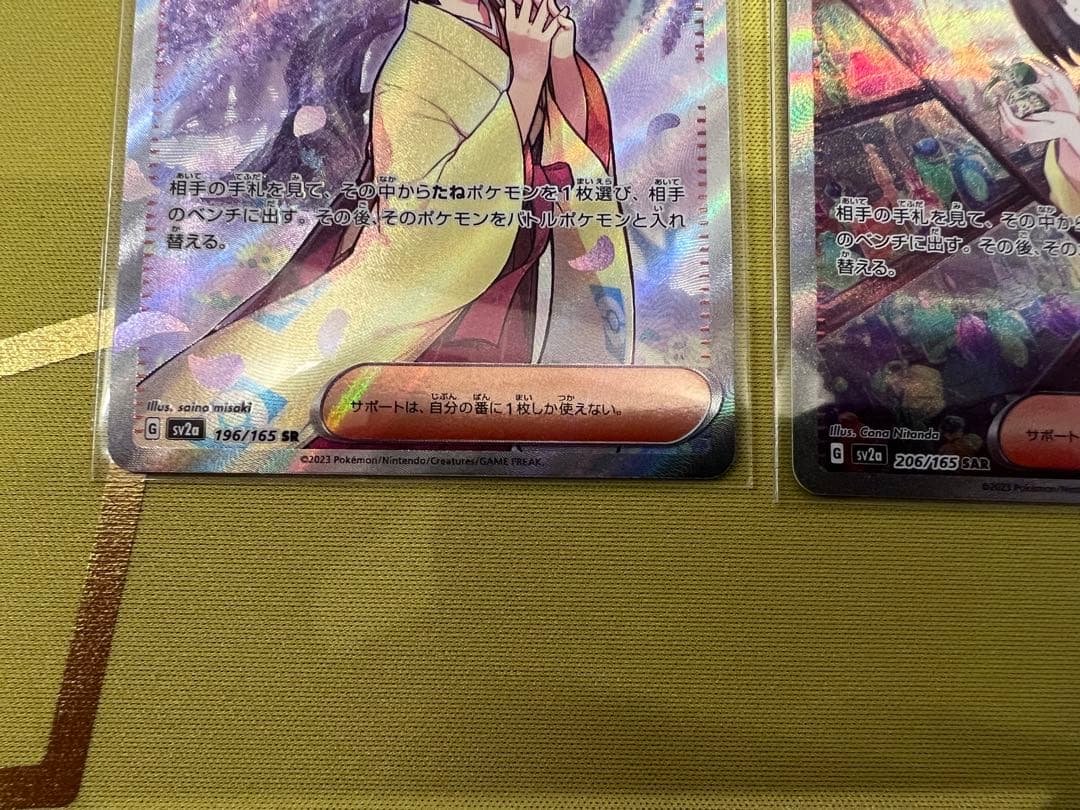 相手の手札を見て、その中からたねポケモンを1枚選び、相手
のベンチに出す。その後、そのポケモンをバトルポケモンと入れ
替える。
Illus. saino misaki
サポートは、自分の番に1枚しか使えない。
G sv2a 196/165 SR
©2023 Pokémon/Nintendo/Creatures/GAME FREAK.
相手の手札を見て、その中から
のベンチに出す。その後、その
替える。
Illus. Cona Nitanda
サポート
G sv2a 206/165 SAR
©2023 Pokémon/